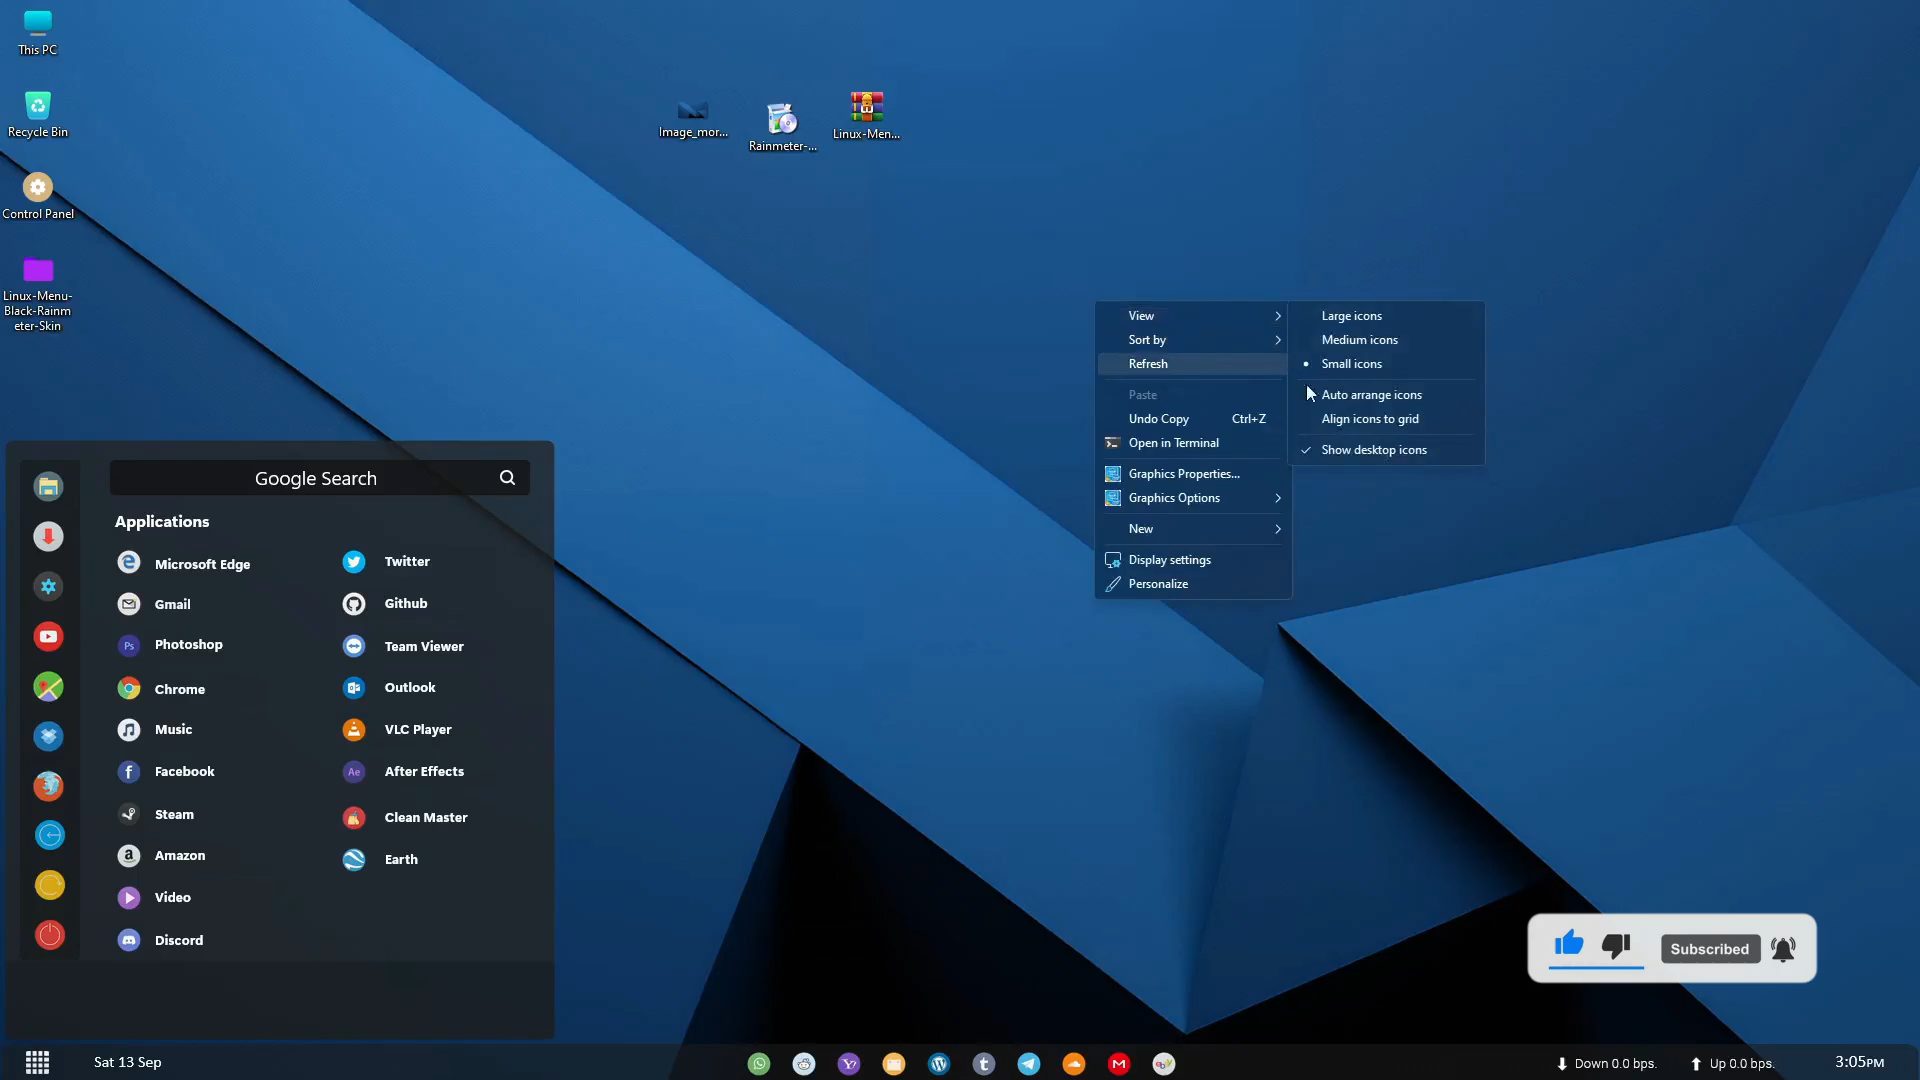 This PC
Recycle Bin
Control Panel
Linux-Menu-
Black-Rainm
eter-Skin
Image_mor...
Rainmeter-...
Linux-Men...
View
Sort by
Refresh
Paste
Undo Copy Ctrl+Z
Open in Terminal
Graphics Properties...
Graphics Options
New
Display settings
Personalize
Large icons
Medium icons
Small icons
Auto arrange icons
Align icons to grid
Show desktop icons
Google Search
Applications
Microsoft Edge
Gmail
Ps Photoshop
Chrome
Music
Facebook
Steam
Amazon
Video
Discord
Twitter
Github
Team Viewer
Outlook
VLC Player
Ae After Effects
Clean Master
Earth
Subscribed
Sat 13 Sep
Down 0.0 bps.
Up 0.0 bps.
3:05PM